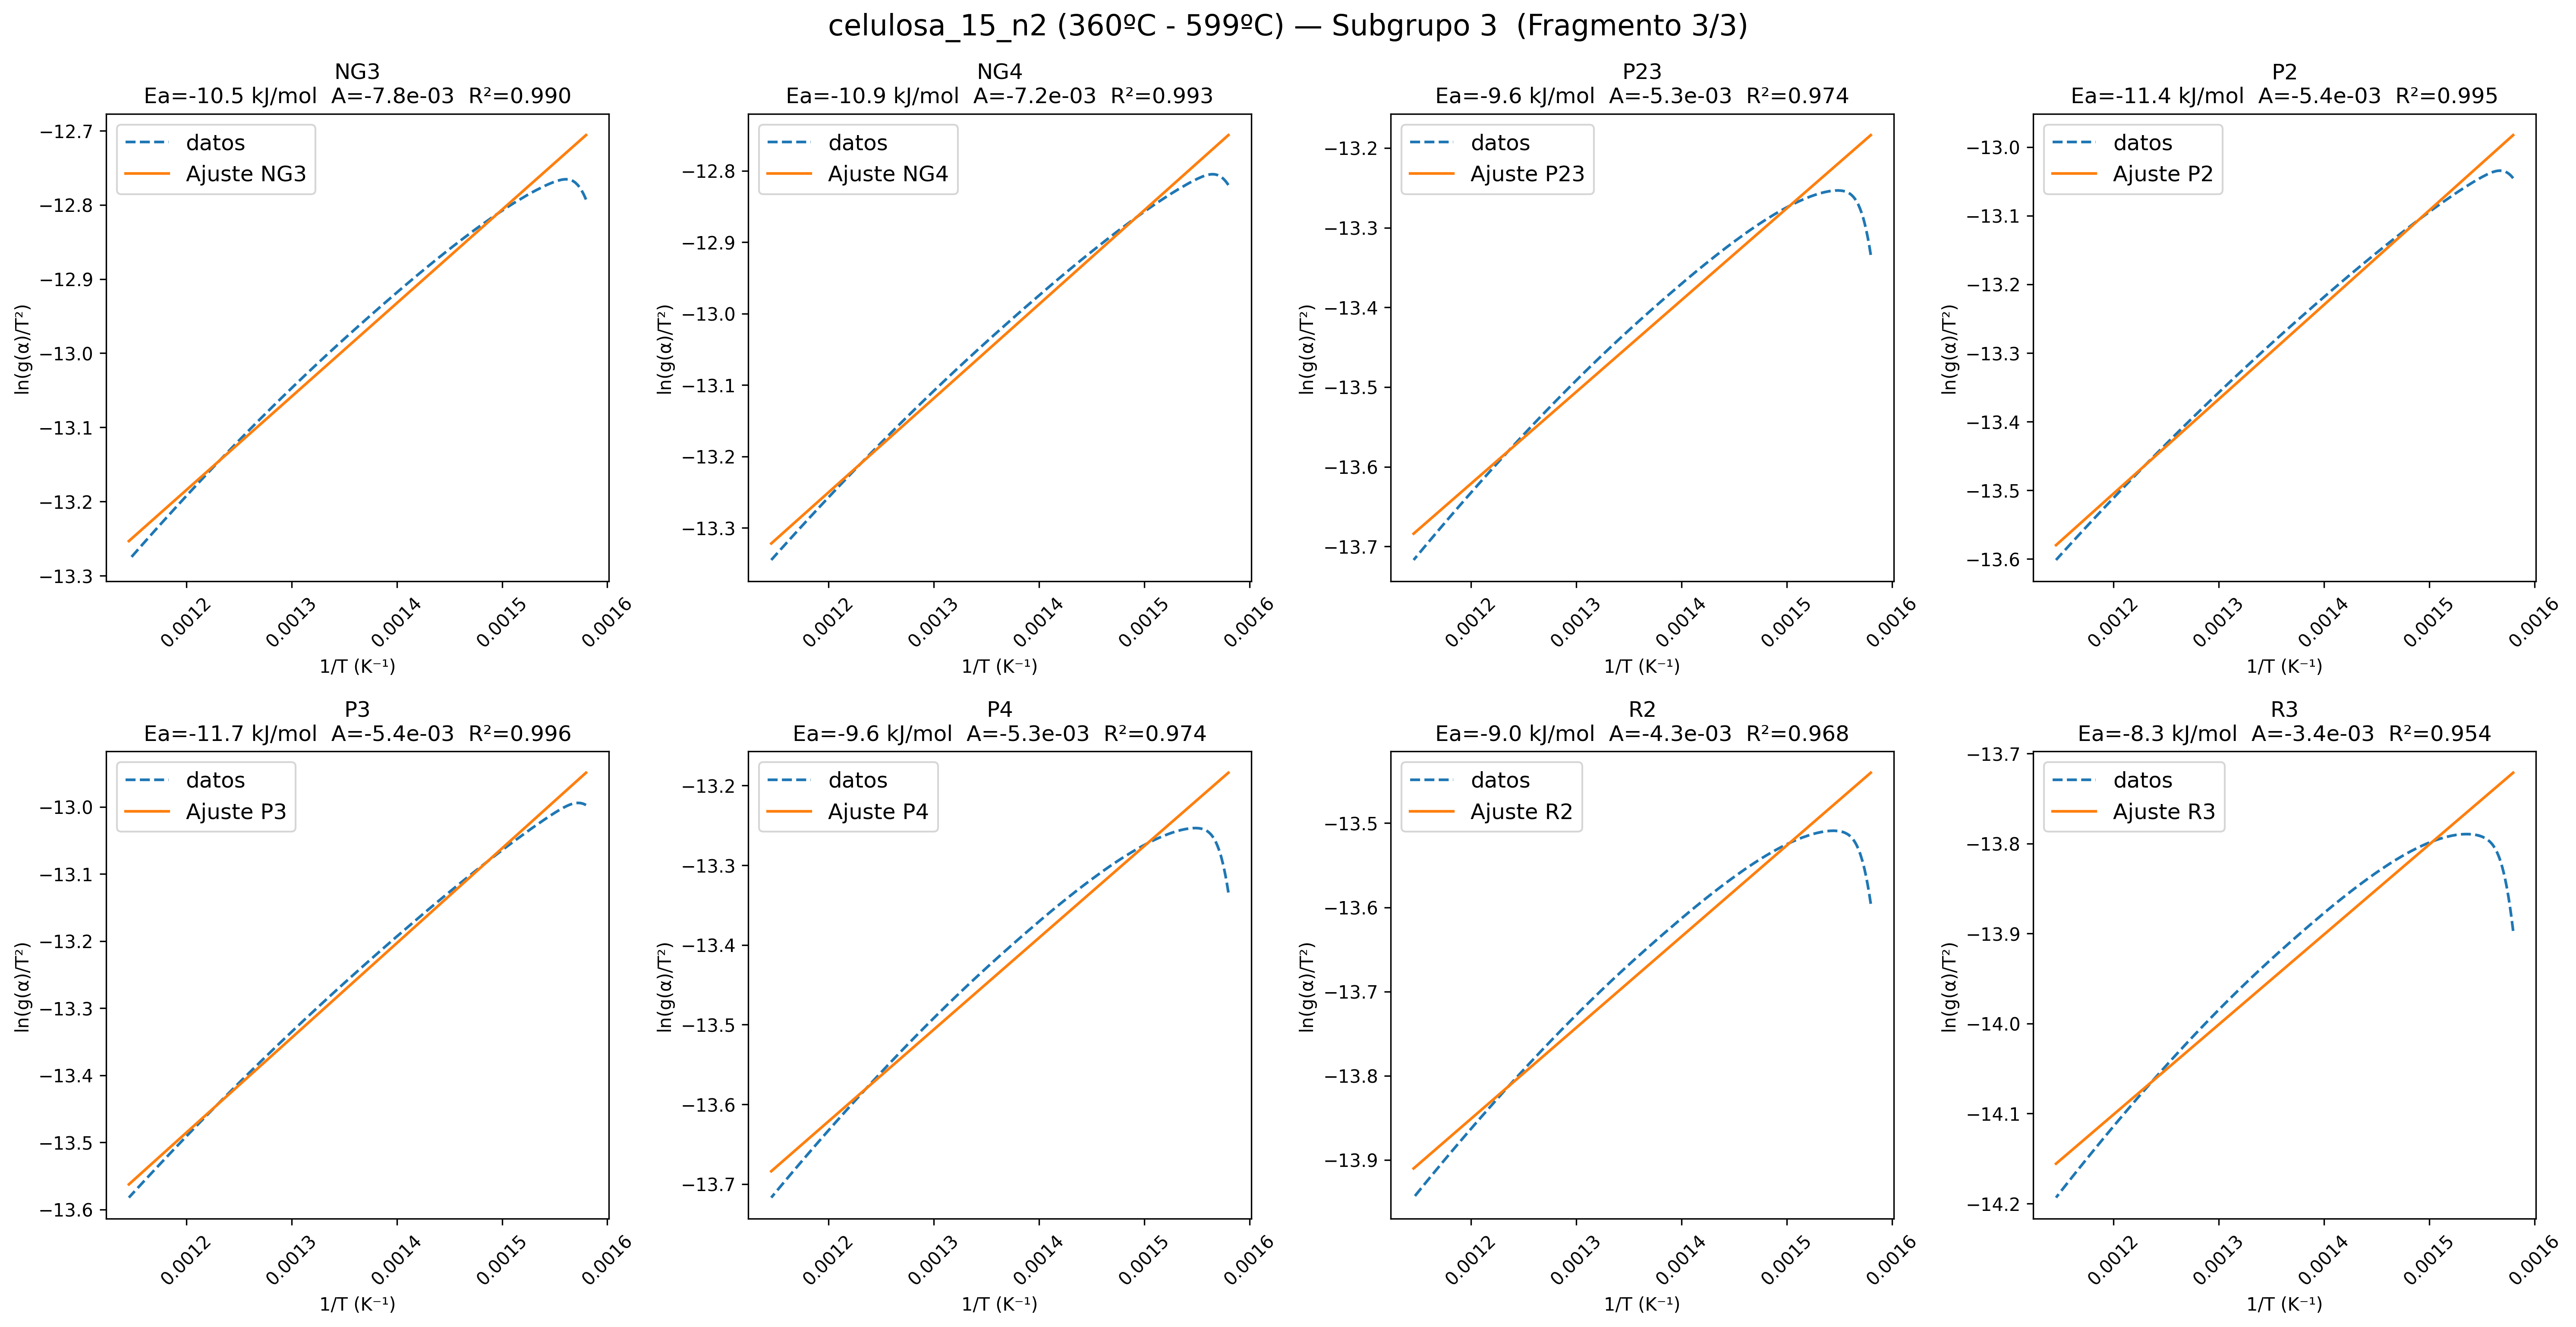 celulosa_15_n2 (360ºC - 599ºC) — Subgrupo 3  (Fragmento 3/3)
NG3
Ea=-10.5 kJ/mol  A=-7.8e-03  R²=0.990
datos
Ajuste NG3
−12.7
−12.8
−12.9
−13.0
−13.1
−13.2
−13.3
ln(g(α)/T²)
0.0012
0.0013
0.0014
0.0015
0.0016
1/T (K⁻¹)
NG4
Ea=-10.9 kJ/mol  A=-7.2e-03  R²=0.993
datos
Ajuste NG4
−12.8
−12.9
−13.0
−13.1
−13.2
−13.3
ln(g(α)/T²)
0.0012
0.0013
0.0014
0.0015
0.0016
1/T (K⁻¹)
P23
Ea=-9.6 kJ/mol  A=-5.3e-03  R²=0.974
datos
Ajuste P23
−13.2
−13.3
−13.4
−13.5
−13.6
−13.7
ln(g(α)/T²)
0.0012
0.0013
0.0014
0.0015
0.0016
1/T (K⁻¹)
P2
Ea=-11.4 kJ/mol  A=-5.4e-03  R²=0.995
datos
Ajuste P2
−13.0
−13.1
−13.2
−13.3
−13.4
−13.5
−13.6
ln(g(α)/T²)
0.0012
0.0013
0.0014
0.0015
0.0016
1/T (K⁻¹)
P3
Ea=-11.7 kJ/mol  A=-5.4e-03  R²=0.996
datos
Ajuste P3
−13.0
−13.1
−13.2
−13.3
−13.4
−13.5
−13.6
ln(g(α)/T²)
0.0012
0.0013
0.0014
0.0015
0.0016
1/T (K⁻¹)
P4
Ea=-9.6 kJ/mol  A=-5.3e-03  R²=0.974
datos
Ajuste P4
−13.2
−13.3
−13.4
−13.5
−13.6
−13.7
ln(g(α)/T²)
0.0012
0.0013
0.0014
0.0015
0.0016
1/T (K⁻¹)
R2
Ea=-9.0 kJ/mol  A=-4.3e-03  R²=0.968
datos
Ajuste R2
−13.5
−13.6
−13.7
−13.8
−13.9
ln(g(α)/T²)
0.0012
0.0013
0.0014
0.0015
0.0016
1/T (K⁻¹)
R3
Ea=-8.3 kJ/mol  A=-3.4e-03  R²=0.954
datos
Ajuste R3
−13.7
−13.8
−13.9
−14.0
−14.1
−14.2
ln(g(α)/T²)
0.0012
0.0013
0.0014
0.0015
0.0016
1/T (K⁻¹)